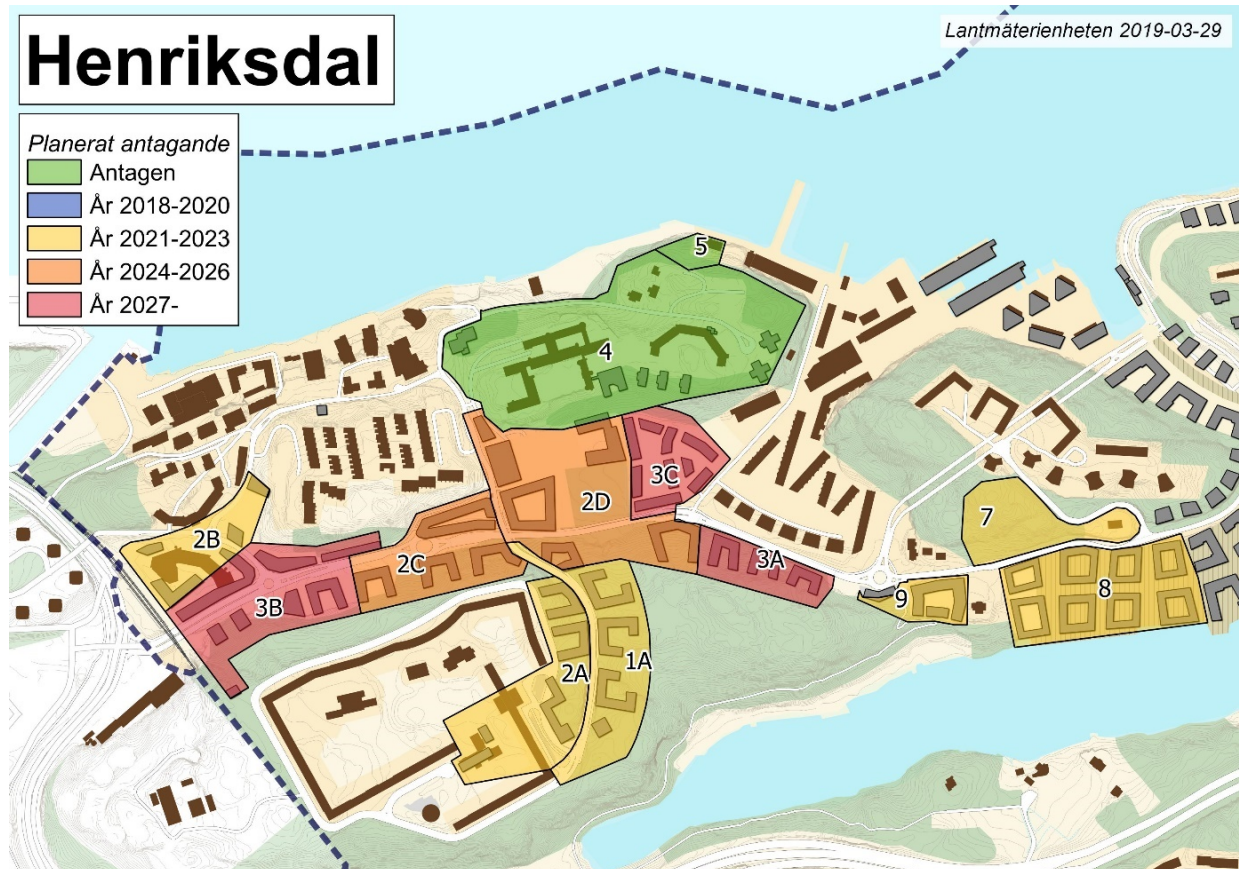 Henriksdal
Lantmäterienheten 2019-03-29
Planerat antagande
Antagen
År 2018-2020
År 2021-2023
År 2024-2026
År 2027-
5
4
3C
2D
7
2B
2C
3A
3B
9
8
2A
1A